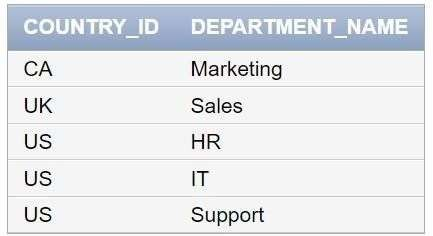 COUNTRY_ID DEPARTMENT_NAME
CA Marketing
UK Sales
US HR
US IT
US Support